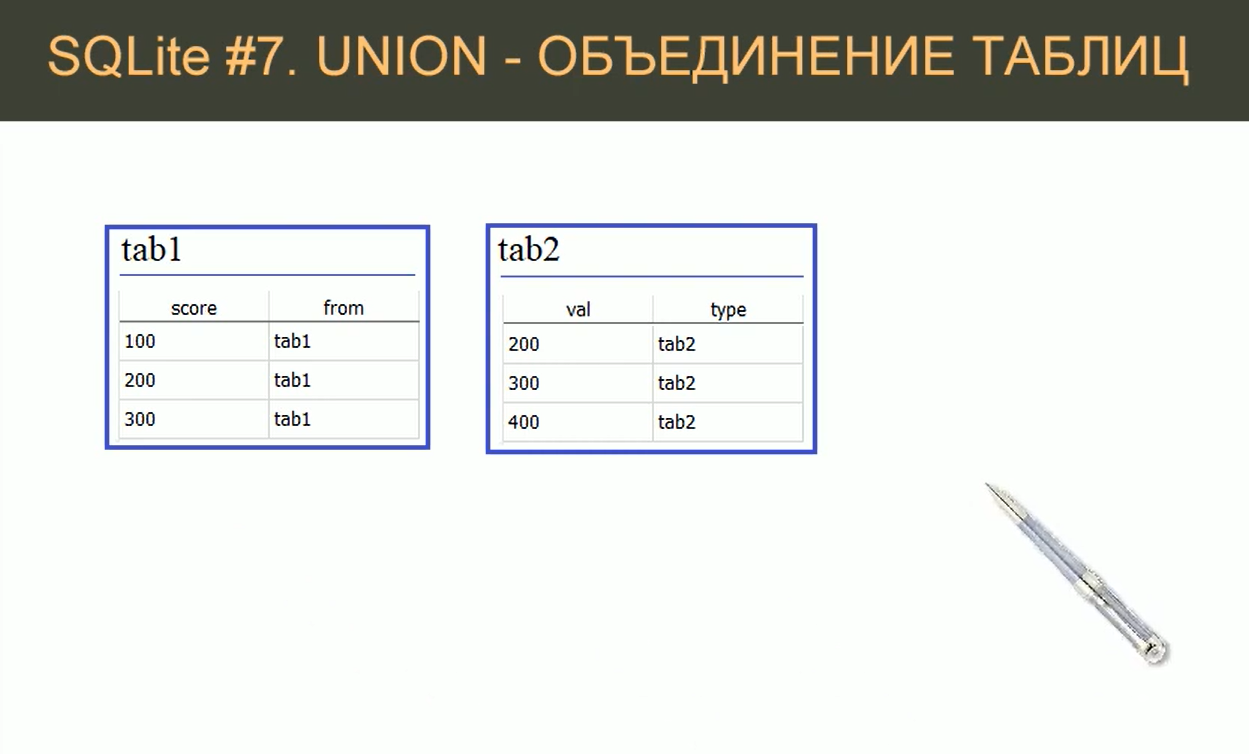 SQLite #7. UNION - ОБЪЕДИНЕНИЕ ТАБЛИЦ
tab1
score from
100 tab1
200 tab1
300 tab1
tab2
val type
200 tab2
300 tab2
400 tab2